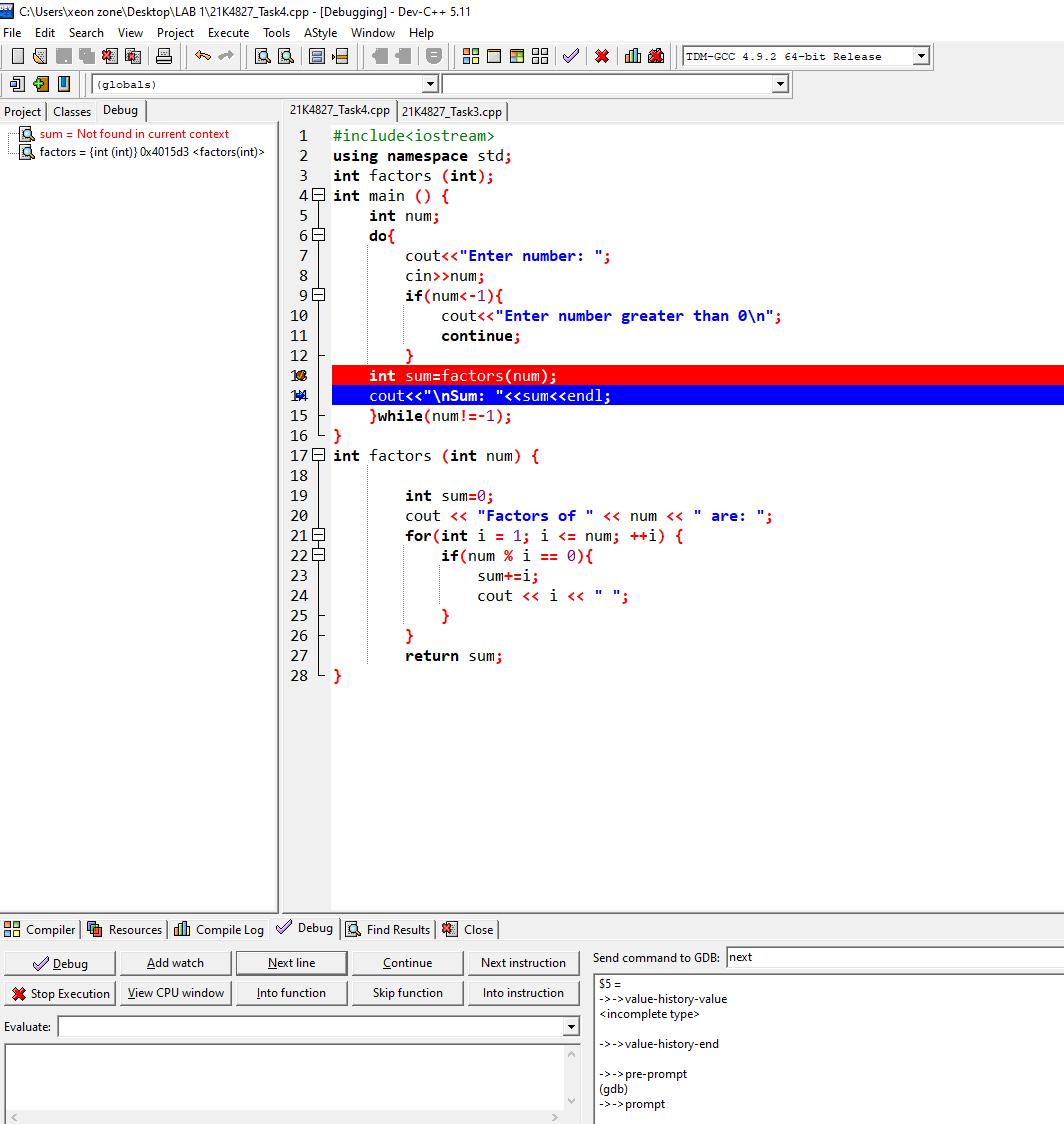 C:\Users\xeon zone\Desktop\LAB 1\21K4827_Task4.cpp - [Debugging] - Dev-C++ 5.11
File Edit Search View Project Execute Tools AStyle Window Help
TDM-GCC 4.9.2 64-bit Release
(globals)
Project Classes Debug
21K4827_Task4.cpp 21K4827_Task3.cpp
sum = Not found in current context
factors = {int (int)} 0x4015d3 <factors(int)>
1 #include<iostream>
2 using namespace std;
3 int factors (int);
4 int main () {
5 int num;
6 do{
7 cout<<"Enter number: ";
8 cin>>num;
9 if(num<-1){
10 cout<<"Enter number greater than 0\n";
11 continue;
12 }
13 int sum=factors(num);
14 cout<<"\nSum: "<<sum<<endl;
15 }while(num!=-1);
16 }
17 int factors (int num) {
18
19 int sum=0;
20 cout << "Factors of " << num << " are: ";
21 for(int i = 1; i <= num; ++i) {
22 if(num % i == 0){
23 sum+=i;
24 cout << i << " ";
25 }
26 }
27 return sum;
28 }
Compiler Resources Compile Log Debug Find Results Close
Debug Add watch Next line Continue Next instruction
Stop Execution View CPU window Into function Skip function Into instruction
Evaluate:
Send command to GDB: next
$5 =
->->value-history-value
<incomplete type>
->->value-history-end
->->pre-prompt
(gdb)
->->prompt